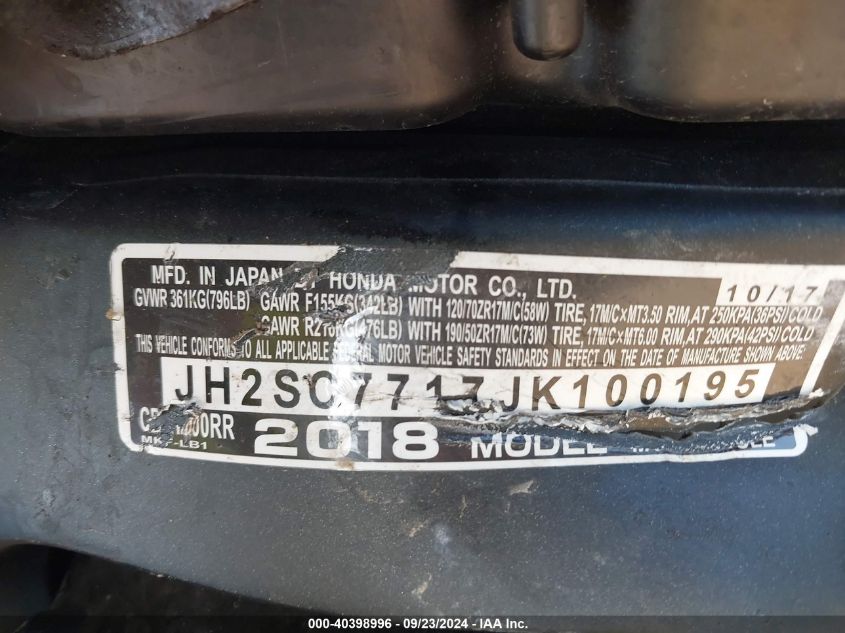 MFD. IN JAPAN HONDA MOTOR CO., LTD. 10/17
GVWR 361KG(796LB) GAWR F155KG(342LB) WITH 120/70ZR17M/C(58W) TIRE, 17M/C×MT3.50 RIM, AT 250KPA(36PSI) COLD
GAWR R216KG(476LB) WITH 190/50ZR17M/C(73W) TIRE, 17M/C×MT6.00 RIM, AT 290KPA(42PSI) COLD
THIS VEHICLE CONFORMS TO ALL APPLICABLE FEDERAL MOTOR VEHICLE SAFETY STANDARDS IN EFFECT ON THE DATE OF MANUFACTURE SHOWN ABOVE.
JH2SC7717JK100195
2018 MODEL
000-40398996 - 09/23/2024 - IAA Inc.